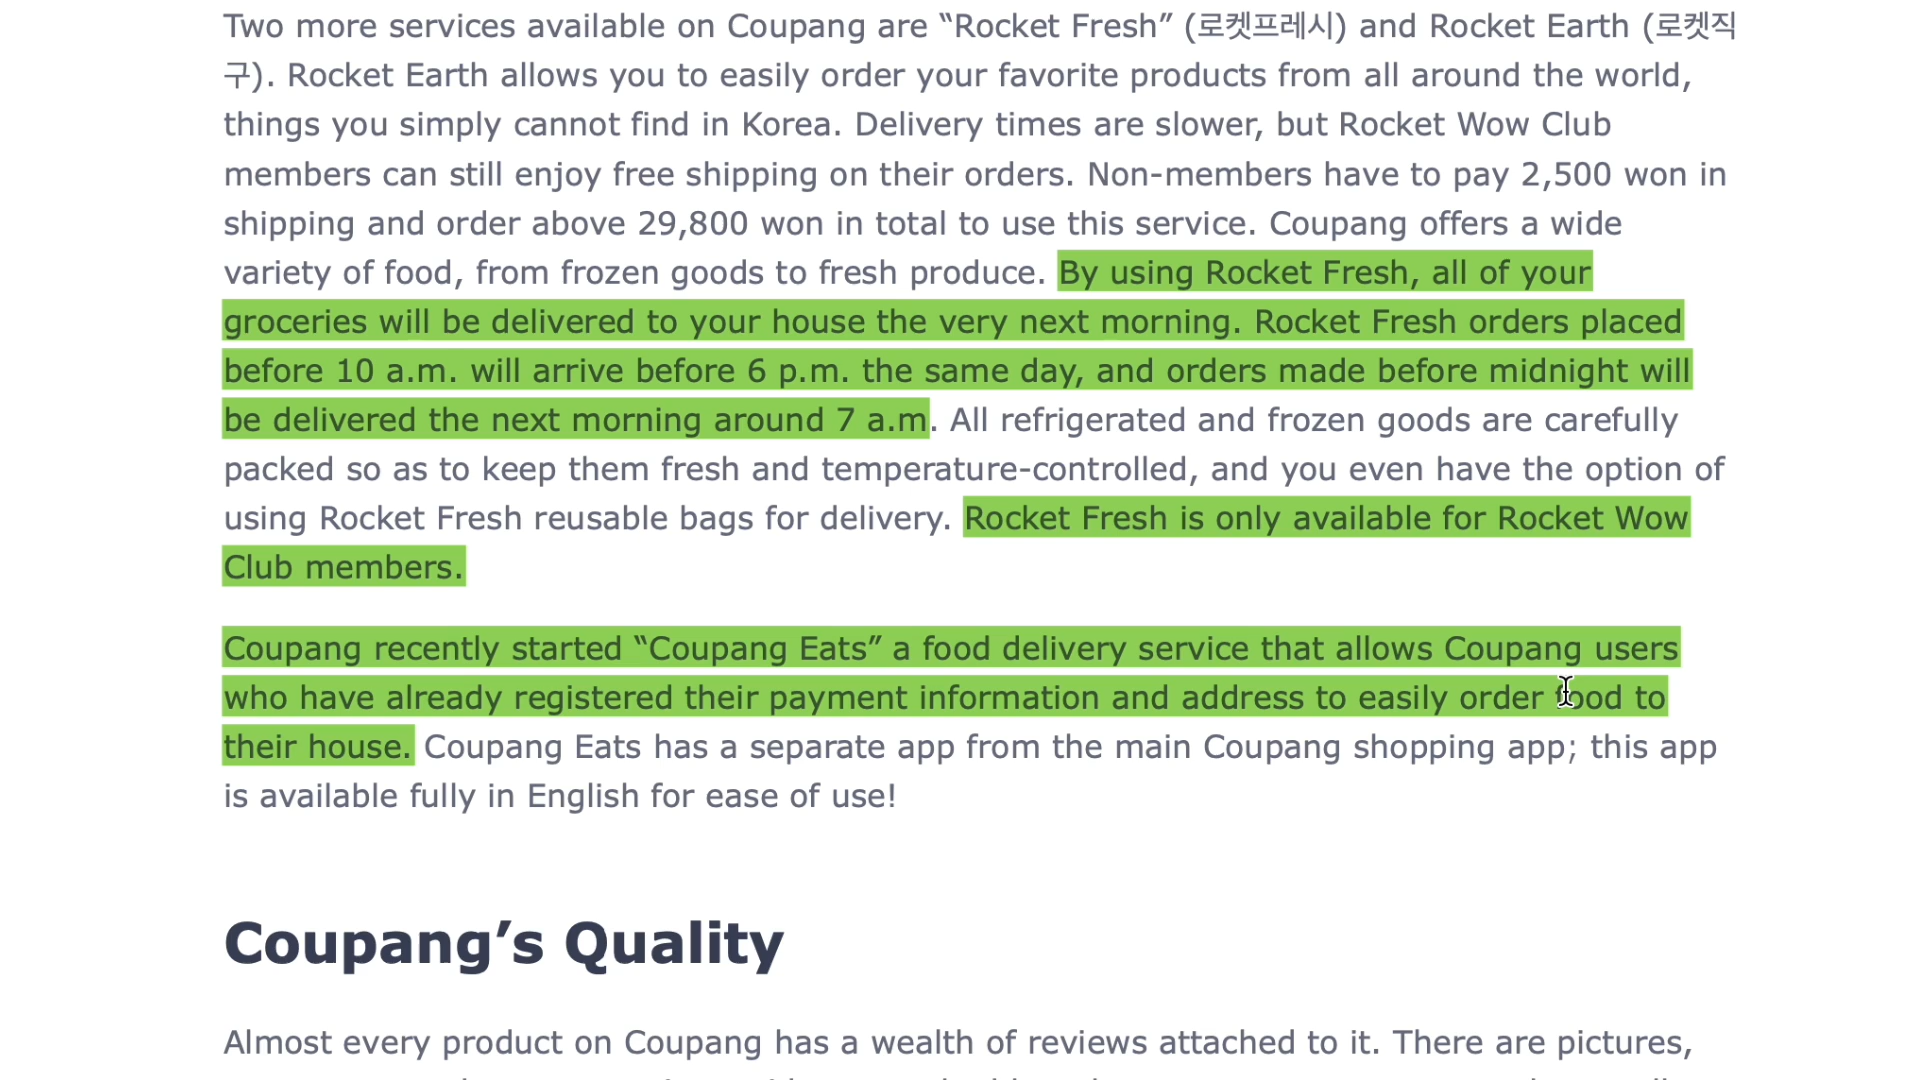 Two more services available on Coupang are “Rocket Fresh” (로켓프레시) and Rocket Earth (로켓직
구). Rocket Earth allows you to easily order your favorite products from all around the world,
things you simply cannot find in Korea. Delivery times are slower, but Rocket Wow Club
members can still enjoy free shipping on their orders. Non-members have to pay 2,500 won in
shipping and order above 29,800 won in total to use this service. Coupang offers a wide
variety of food, from frozen goods to fresh produce. By using Rocket Fresh, all of your
groceries will be delivered to your house the very next morning. Rocket Fresh orders placed
before 10 a.m. will arrive before 6 p.m. the same day, and orders made before midnight will
be delivered the next morning around 7 a.m. All refrigerated and frozen goods are carefully
packed so as to keep them fresh and temperature-controlled, and you even have the option of
using Rocket Fresh reusable bags for delivery. Rocket Fresh is only available for Rocket Wow
Club members.
Coupang recently started “Coupang Eats” a food delivery service that allows Coupang users
who have already registered their payment information and address to easily order food to
their house. Coupang Eats has a separate app from the main Coupang shopping app; this app
is available fully in English for ease of use!
Coupang’s Quality
Almost every product on Coupang has a wealth of reviews attached to it. There are pictures,